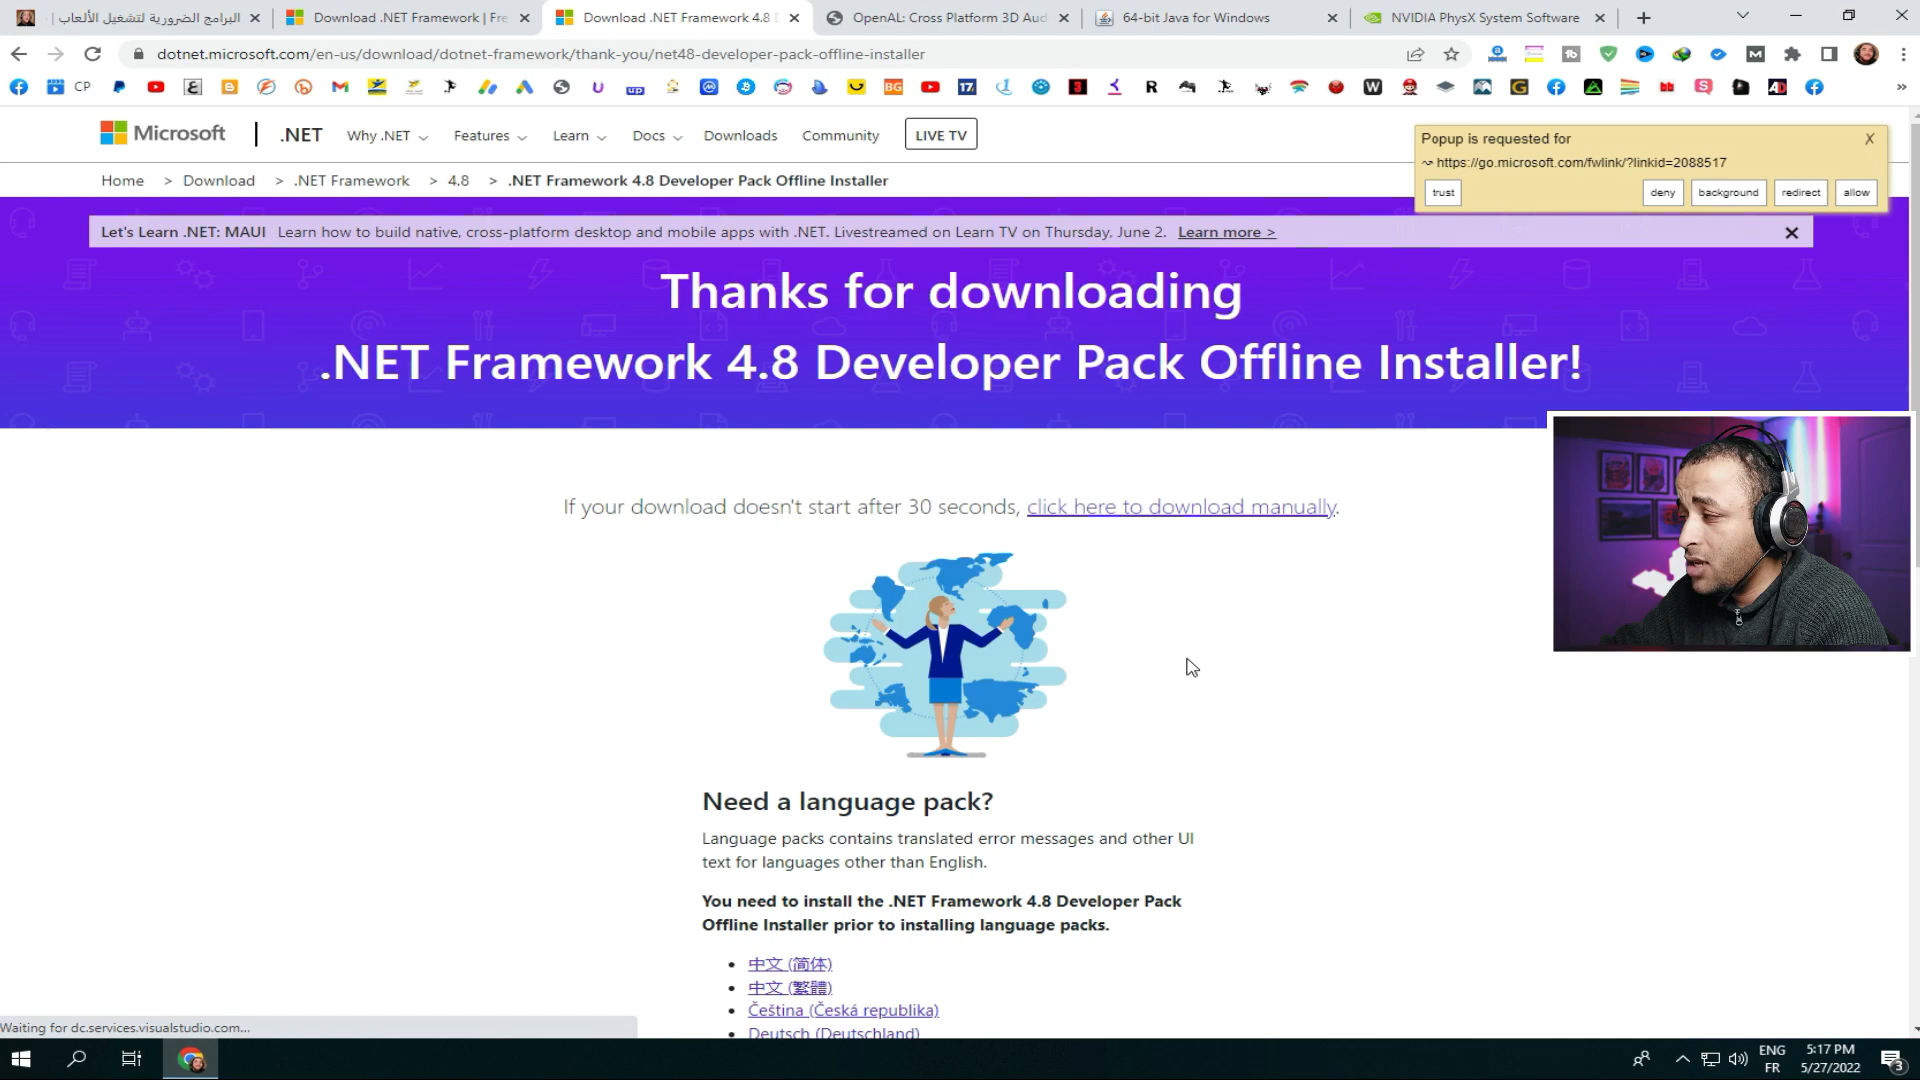 البرامج الضرورية لتشغيل الألعاب |
Download .NET Framework | Fre
Download .NET Framework 4.8 D
OpenAL: Cross Platform 3D Aud
64-bit Java for Windows
NVIDIA PhysX System Software
dotnet.microsoft.com/en-us/download/dotnet-framework/thank-you/net48-developer-pack-offline-installer
CP
Microsoft
.NET
Why .NET
Features
Learn
Docs
Downloads
Community
LIVE TV
Popup is requested for
X
https://go.microsoft.com/fwlink/?linkid=2088517
trust
deny
background
redirect
allow
Home > Download > .NET Framework > 4.8 > .NET Framework 4.8 Developer Pack Offline Installer
Let's Learn .NET: MAUI Learn how to build native, cross-platform desktop and mobile apps with .NET. Livestreamed on Learn TV on Thursday, June 2. Learn more >
Thanks for downloading
.NET Framework 4.8 Developer Pack Offline Installer!
If your download doesn't start after 30 seconds, click here to download manually.
Need a language pack?
Language packs contains translated error messages and other UI
text for languages other than English.
You need to install the .NET Framework 4.8 Developer Pack
Offline Installer prior to installing language packs.
中文 (简体)
中文 (繁體)
Čeština (Česká republika)
Deutsch (Deutschland)
Waiting for dc.services.visualstudio.com...
ENG
FR
5:17 PM
5/27/2022
3